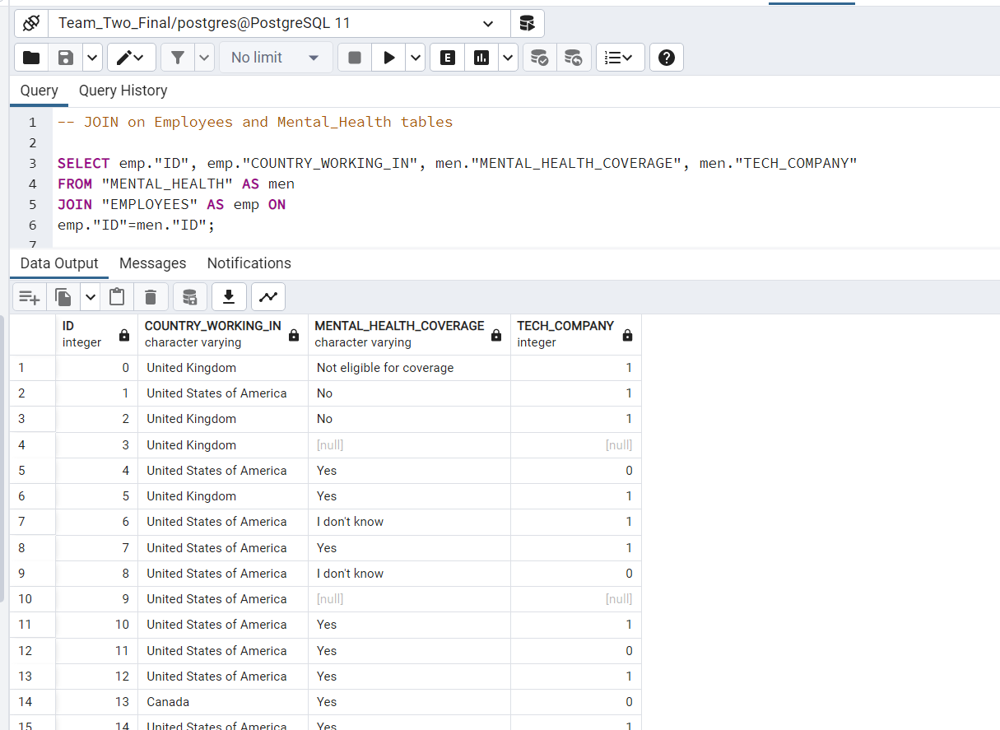 Team_Two_Final/postgres@PostgreSQL 11
No limit
E
Query Query History
1 -- JOIN on Employees and Mental_Health tables
2
3 SELECT emp."ID", emp."COUNTRY_WORKING_IN", men."MENTAL_HEALTH_COVERAGE", men."TECH_COMPANY"
4 FROM "MENTAL_HEALTH" AS men
5 JOIN "EMPLOYEES" AS emp ON
6 emp."ID"=men."ID";
7
Data Output Messages Notifications
ID COUNTRY_WORKING_IN MENTAL_HEALTH_COVERAGE TECH_COMPANY
integer character varying character varying integer
1 0 United Kingdom Not eligible for coverage 1
2 1 United States of America No 1
3 2 United Kingdom No 1
4 3 United Kingdom [null] [null]
5 4 United States of America Yes 0
6 5 United Kingdom Yes 1
7 6 United States of America I don't know 1
8 7 United States of America Yes 1
9 8 United States of America I don't know 0
10 9 United States of America [null] [null]
11 10 United States of America Yes 1
12 11 United States of America Yes 0
13 12 United States of America Yes 1
14 13 Canada Yes 0
15 14 United States of America Yes 1